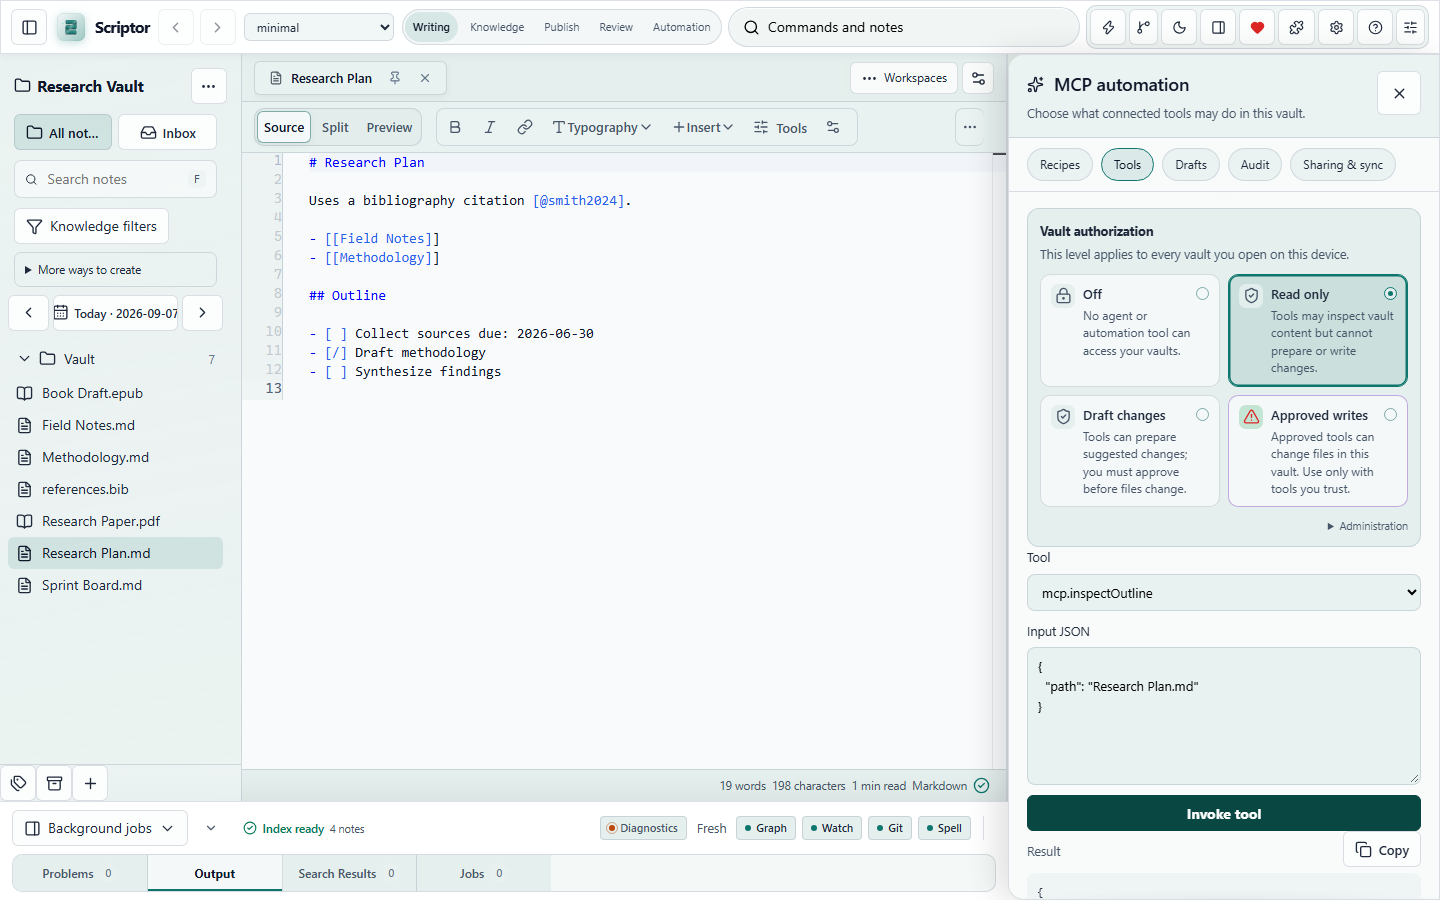 Scriptor
minimal
Writing
Knowledge
Publish
Review
Automation
Commands and notes
Research Vault
All not...
Inbox
Search notes
F
Knowledge filters
More ways to create
Today · 2026-09-07
Vault
7
Book Draft.epub
Field Notes.md
Methodology.md
references.bib
Research Paper.pdf
Research Plan.md
Sprint Board.md
Research Plan
Workspaces
Source
Split
Preview
Typography
Insert
Tools
1 # Research Plan
2
3 Uses a bibliography citation [@smith2024].
4
5 - [[Field Notes]]
6 - [[Methodology]]
7
8 ## Outline
9
10 - [ ] Collect sources due: 2026-06-30
11 - [/] Draft methodology
12 - [ ] Synthesize findings
13
19 words 198 characters 1 min read Markdown
Background jobs
Index ready 4 notes
Diagnostics
Fresh
Graph
Watch
Git
Spell
Problems 0
Output
Search Results 0
Jobs 0
MCP automation
Choose what connected tools may do in this vault.
Recipes
Tools
Drafts
Audit
Sharing & sync
Vault authorization
This level applies to every vault you open on this device.
Off
No agent or
automation tool can
access your vaults.
Read only
Tools may inspect vault
content but cannot
prepare or write
changes.
Draft changes
Tools can prepare
suggested changes;
you must approve
before files change.
Approved writes
Approved tools can
change files in this
vault. Use only with
tools you trust.
Administration
Tool
mcp.inspectOutline
Input JSON
{
"path": "Research Plan.md"
}
Invoke tool
Result
Copy
{